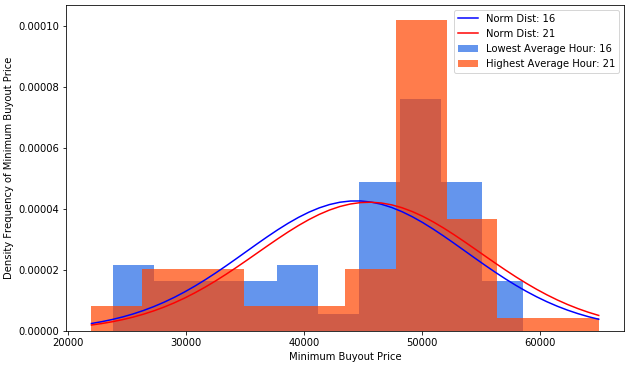 Norm Dist: 16
Norm Dist: 21
Lowest Average Hour: 16
Highest Average Hour: 21
Density Frequency of Minimum Buyout Price
0.00010
0.00008
0.00006
0.00004
0.00002
0.00000
20000 30000 40000 50000 60000
Minimum Buyout Price